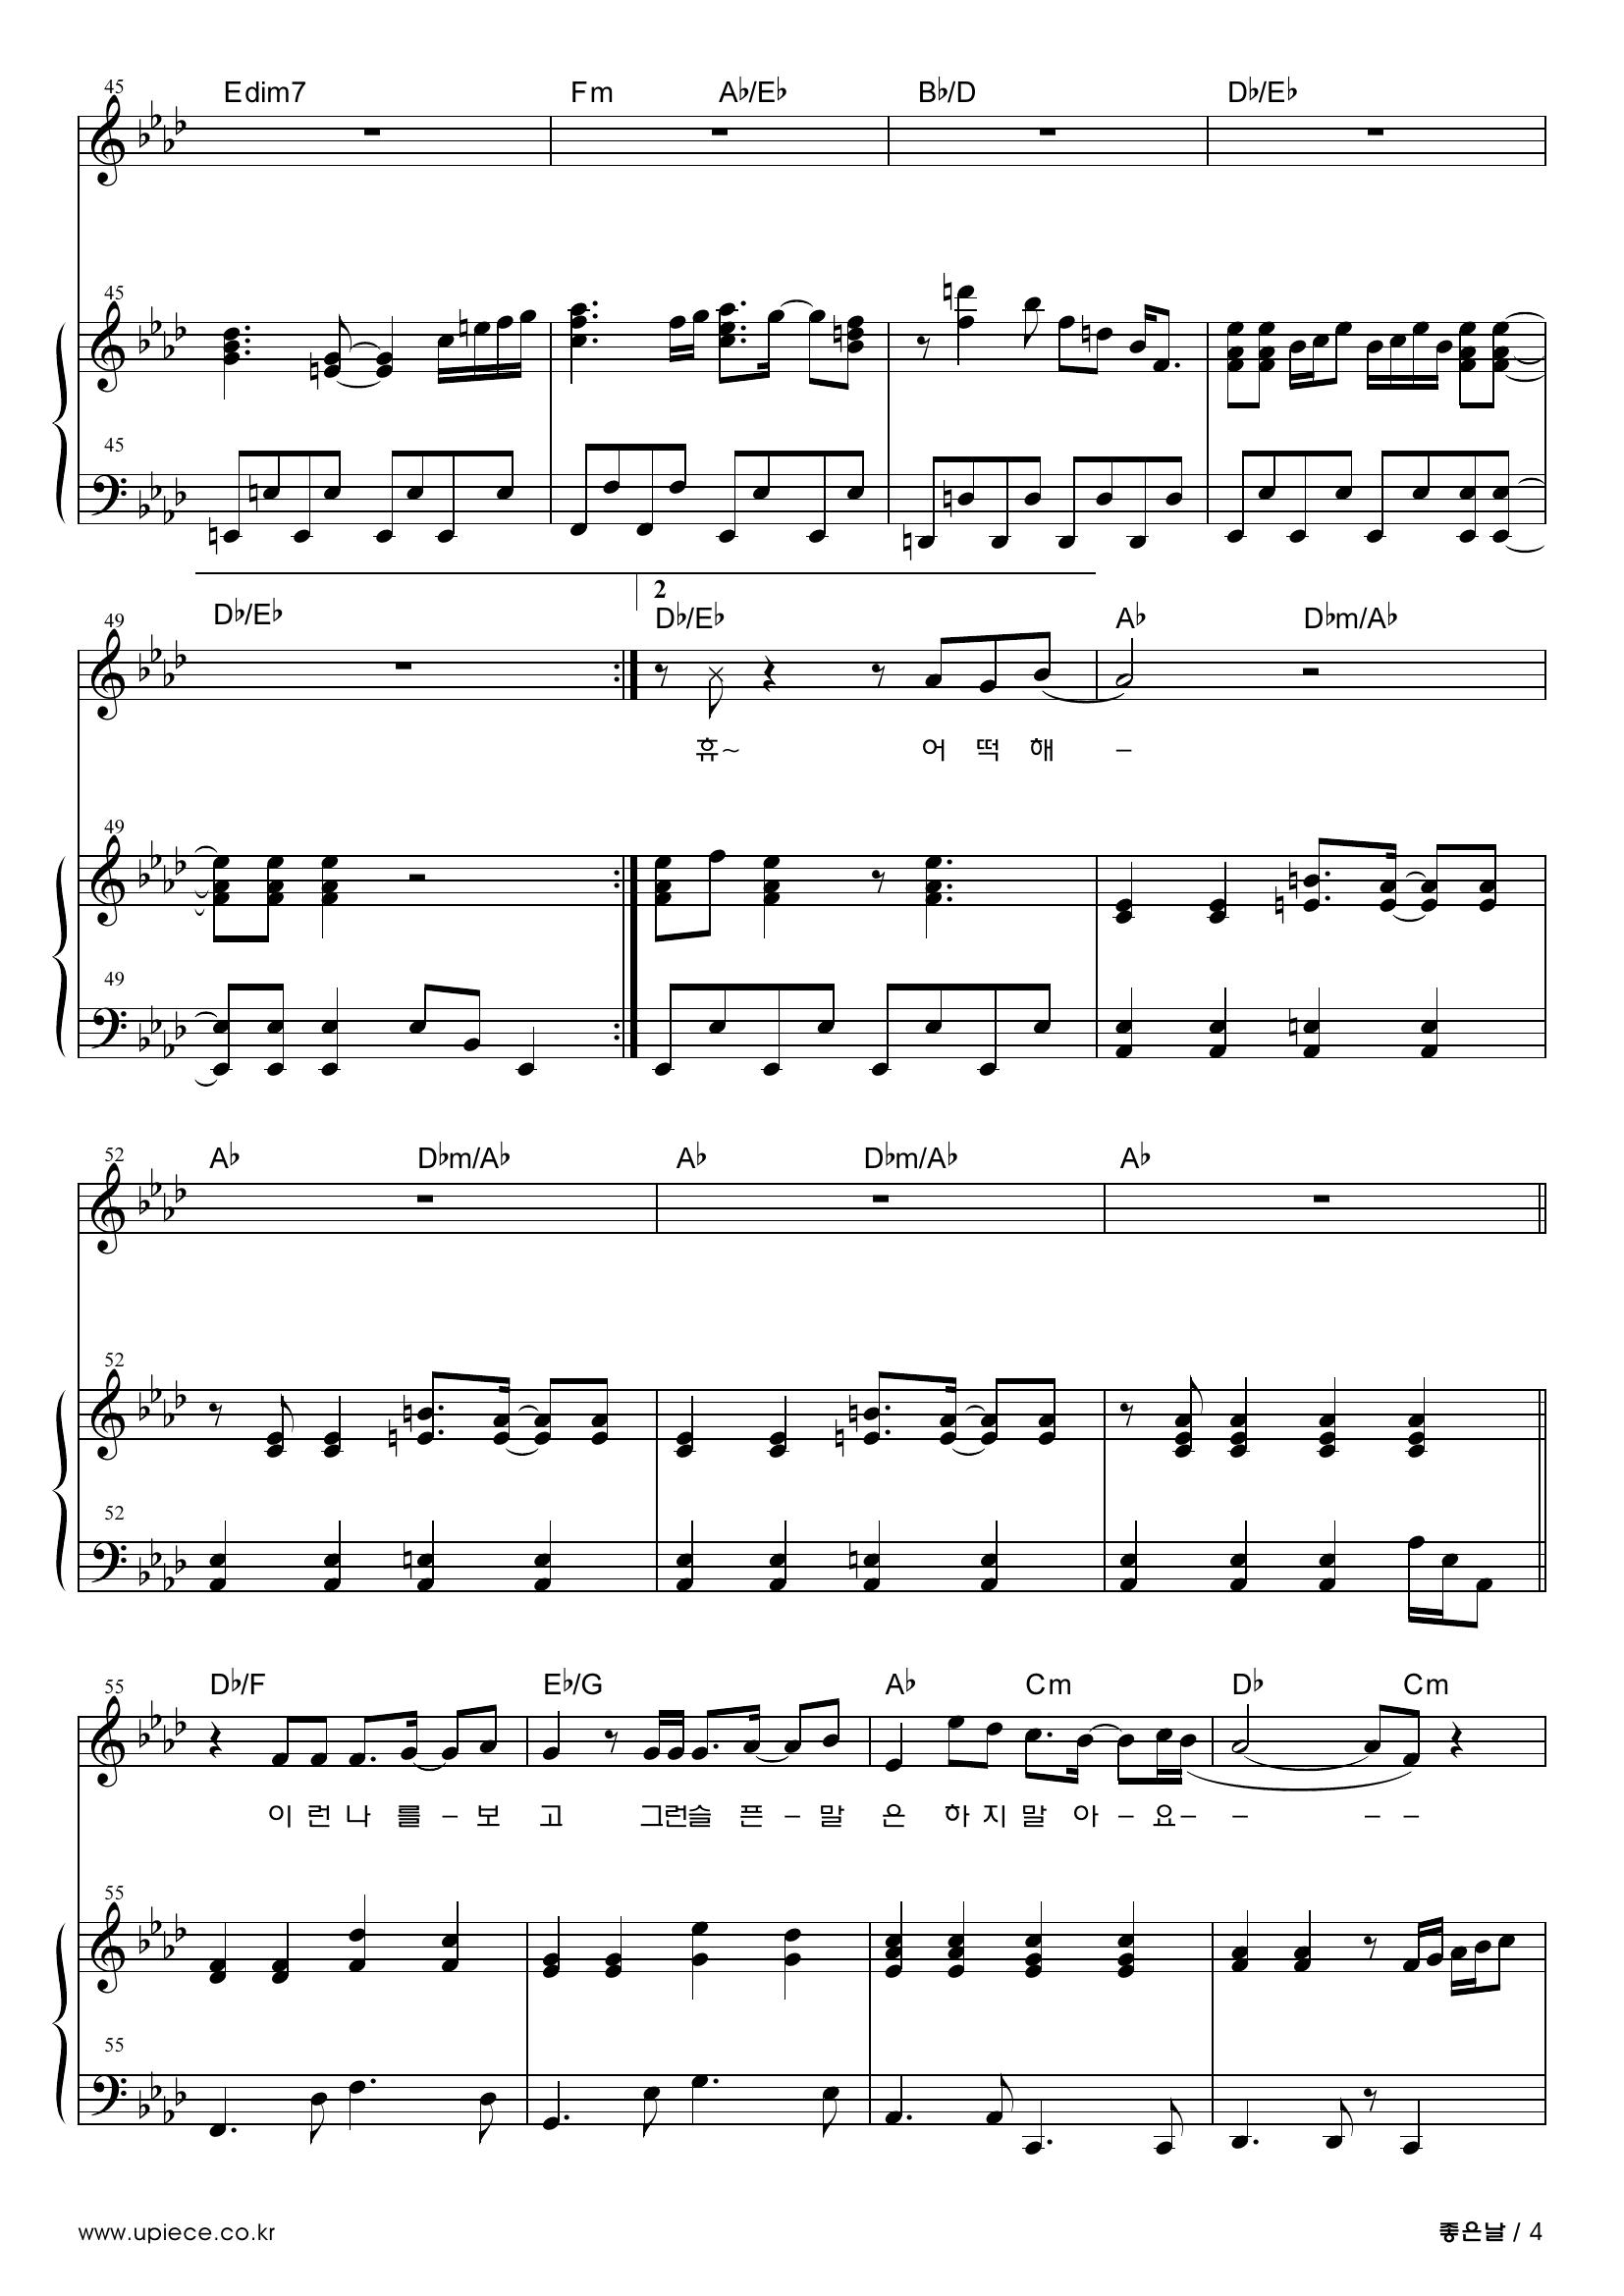 45 Edim7 Fm A♭/E♭ B♭/D D♭/E♭
45
45
2
49 D♭/E♭ D♭/E♭ A♭ D♭m/A♭
휴~ 어 떡 해 –
49
49
52 A♭ D♭m/A♭ A♭ D♭m/A♭ A♭
52
52
55 D♭/F E♭/G A♭ Cm D♭ Cm
이 런 나 를 – 보 고 그런슬 픈 – 말 은 하 지 말 아 – 요 – – – –
55
55
www.upiece.co.kr 좋은날 / 4